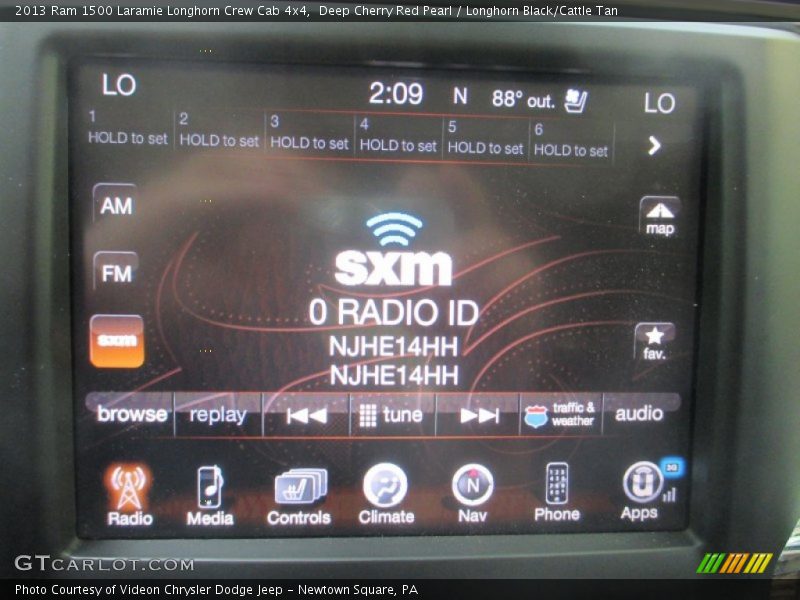 2013 Ram 1500 Laramie Longhorn Crew Cab 4x4,  Deep Cherry Red Pearl / Longhorn Black/Cattle Tan
LO 2:09 N 88° out. LO
1 HOLD to set 2 HOLD to set 3 HOLD to set 4 HOLD to set 5 HOLD to set 6 HOLD to set
AM
map
sxm
FM
0 RADIO ID
sxm
NJHE14HH
fav.
NJHE14HH
browse replay tune traffic & weather audio
N
Radio Media Controls Climate Nav Phone Apps
GTCARLOT.COM
Photo Courtesy of Videon Chrysler Dodge Jeep - Newtown Square, PA